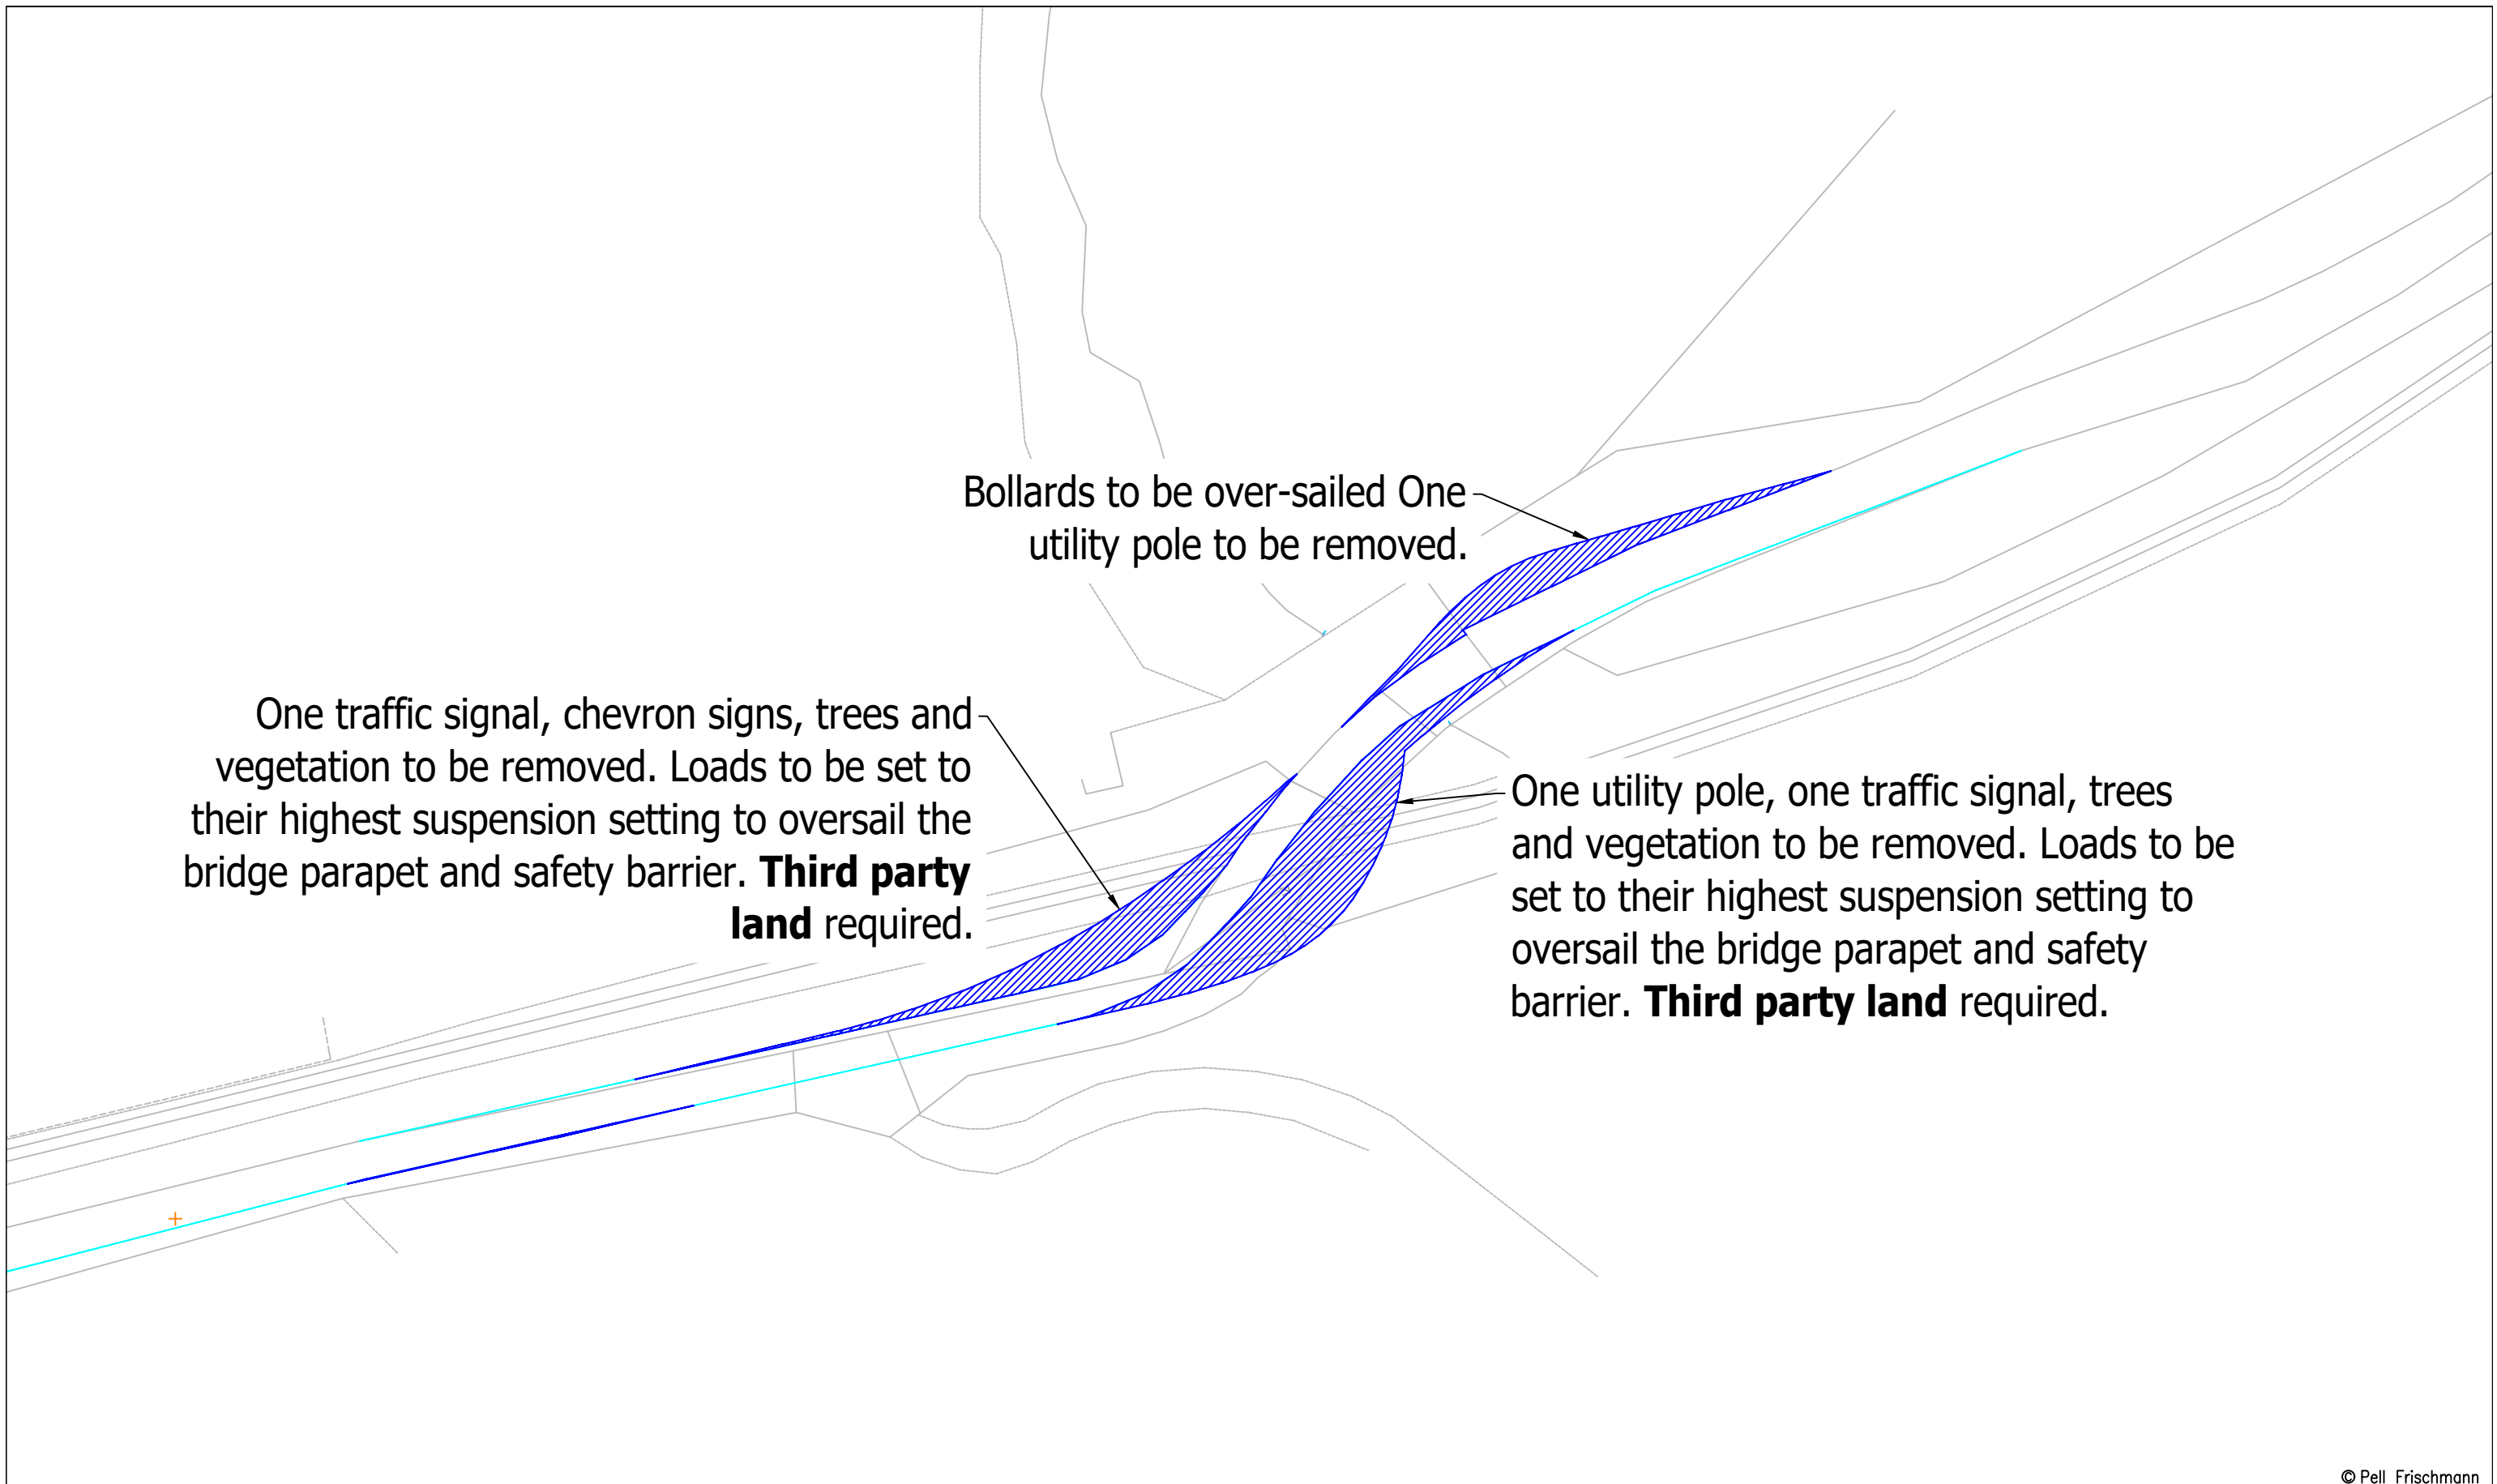 Bollards to be over-sailed One
utility pole to be removed.
One traffic signal, chevron signs, trees and
vegetation to be removed. Loads to be set to
their highest suspension setting to oversail the
bridge parapet and safety barrier. Third party
land required.
One utility pole, one traffic signal, trees
and vegetation to be removed. Loads to be
set to their highest suspension setting to
oversail the bridge parapet and safety
barrier. Third party land required.
© Pell Frischmann